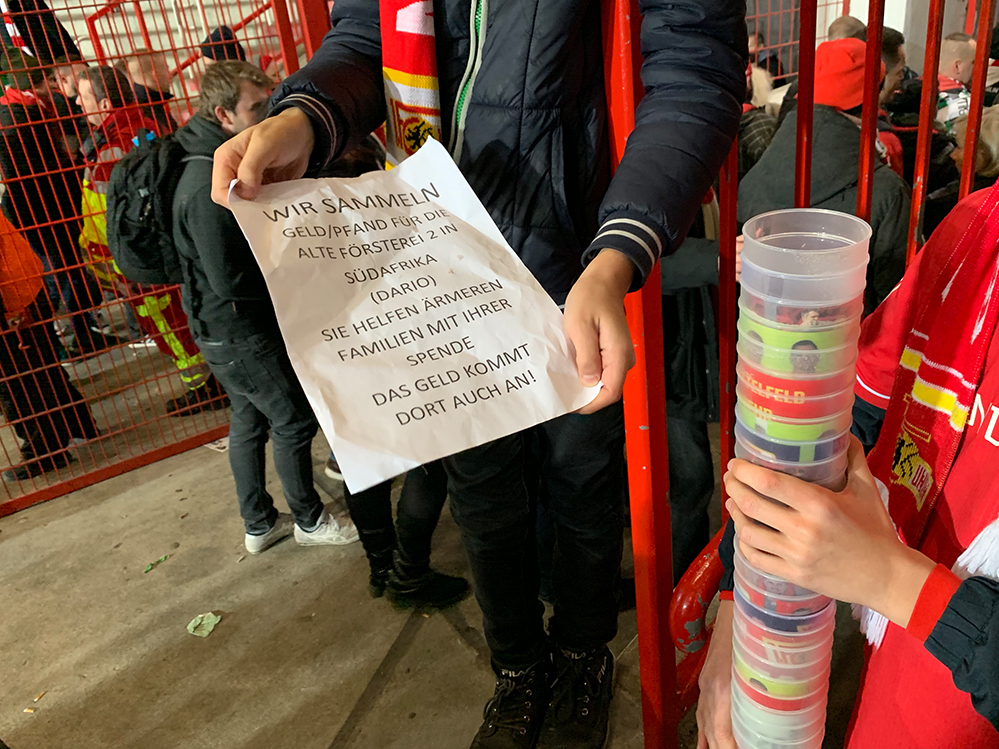 WIR SAMMELN
GELD/PFAND FÜR DIE
ALTE FÖRSTEREI 2 IN
SÜDAFRIKA
(DARIO)
SIE HELFEN ÄRMEREN
FAMILIEN MIT IHRER
SPENDE
DAS GELD KOMMT
DORT AUCH AN!
FILA